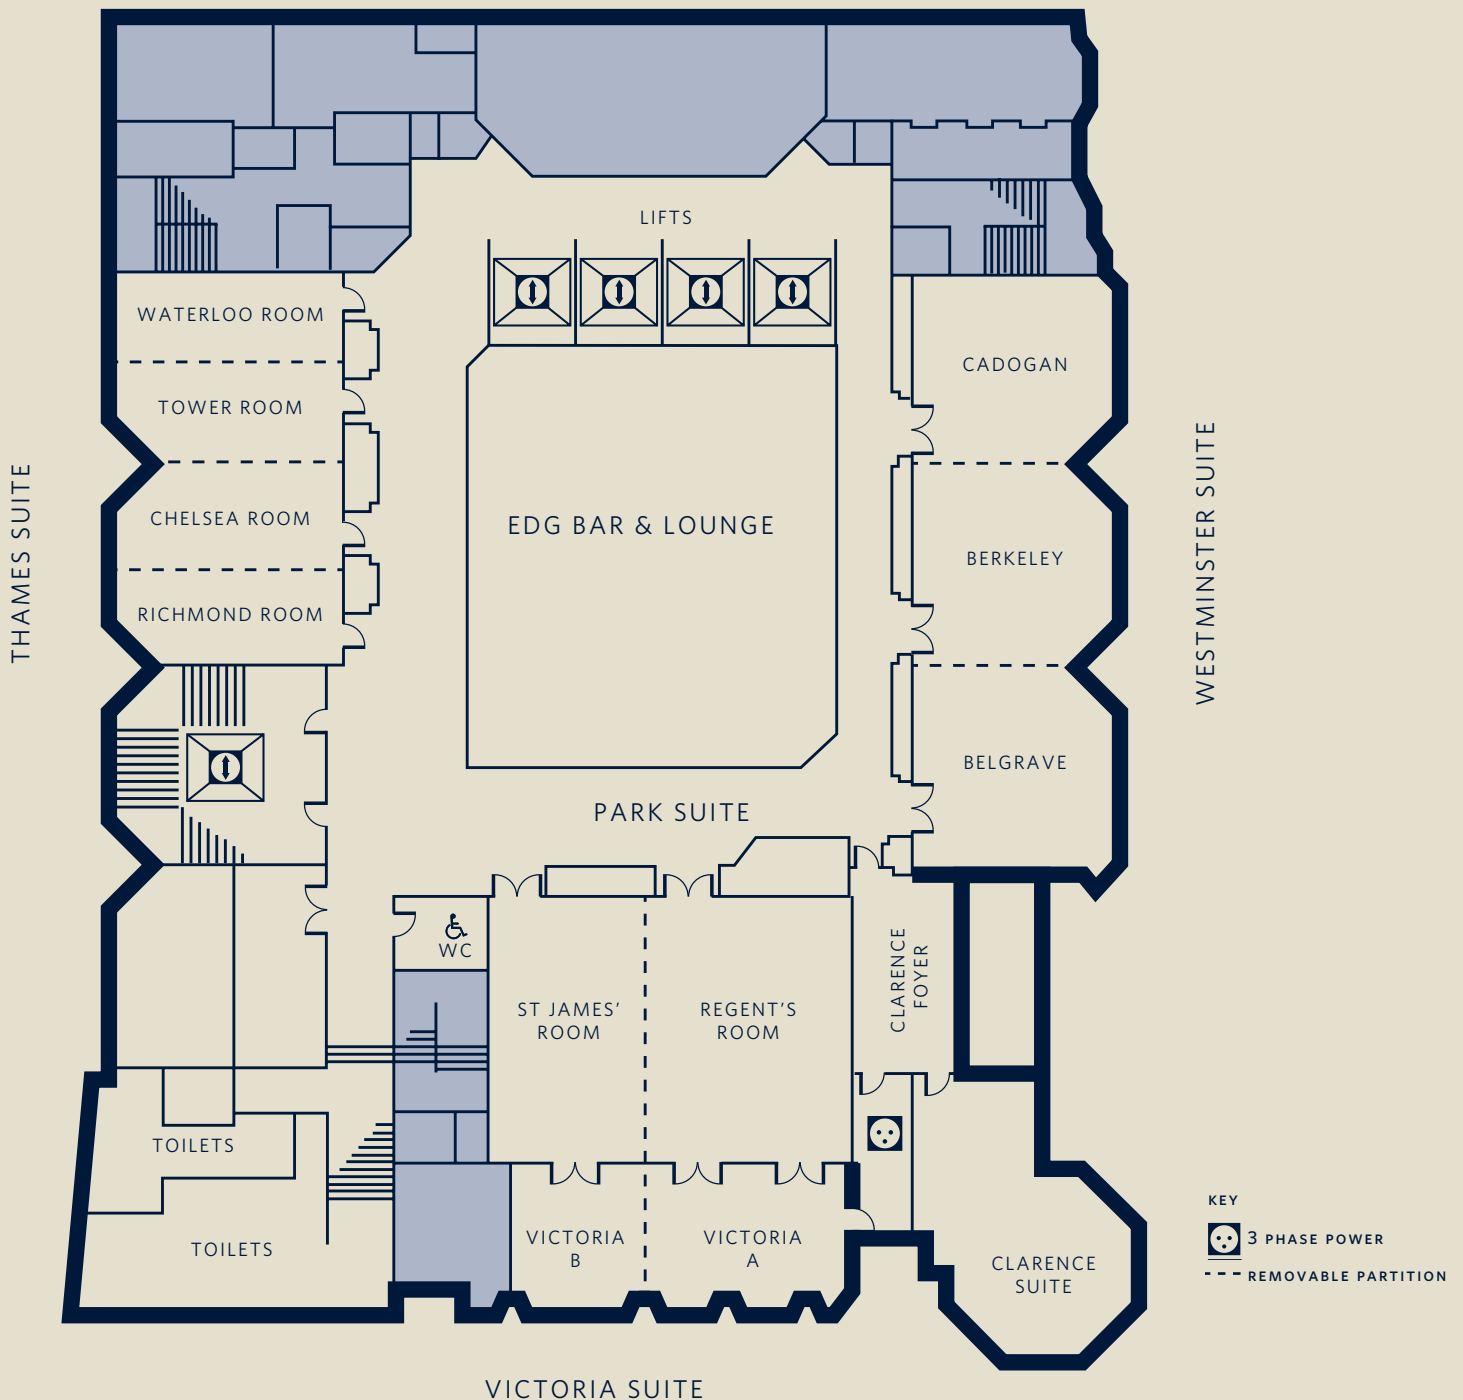 LIFTS
WATERLOO ROOM
CADOGAN
TOWER ROOM
THAMES SUITE
WESTMINSTER SUITE
CHELSEA ROOM
EDG BAR & LOUNGE
BERKELEY
RICHMOND ROOM
BELGRAVE
PARK SUITE
WC
CLARENCE
FOYER
ST JAMES'
ROOM
REGENT'S
ROOM
TOILETS
TOILETS
VICTORIA
B
VICTORIA
A
CLARENCE
SUITE
KEY
3 PHASE POWER
REMOVABLE PARTITION
VICTORIA SUITE